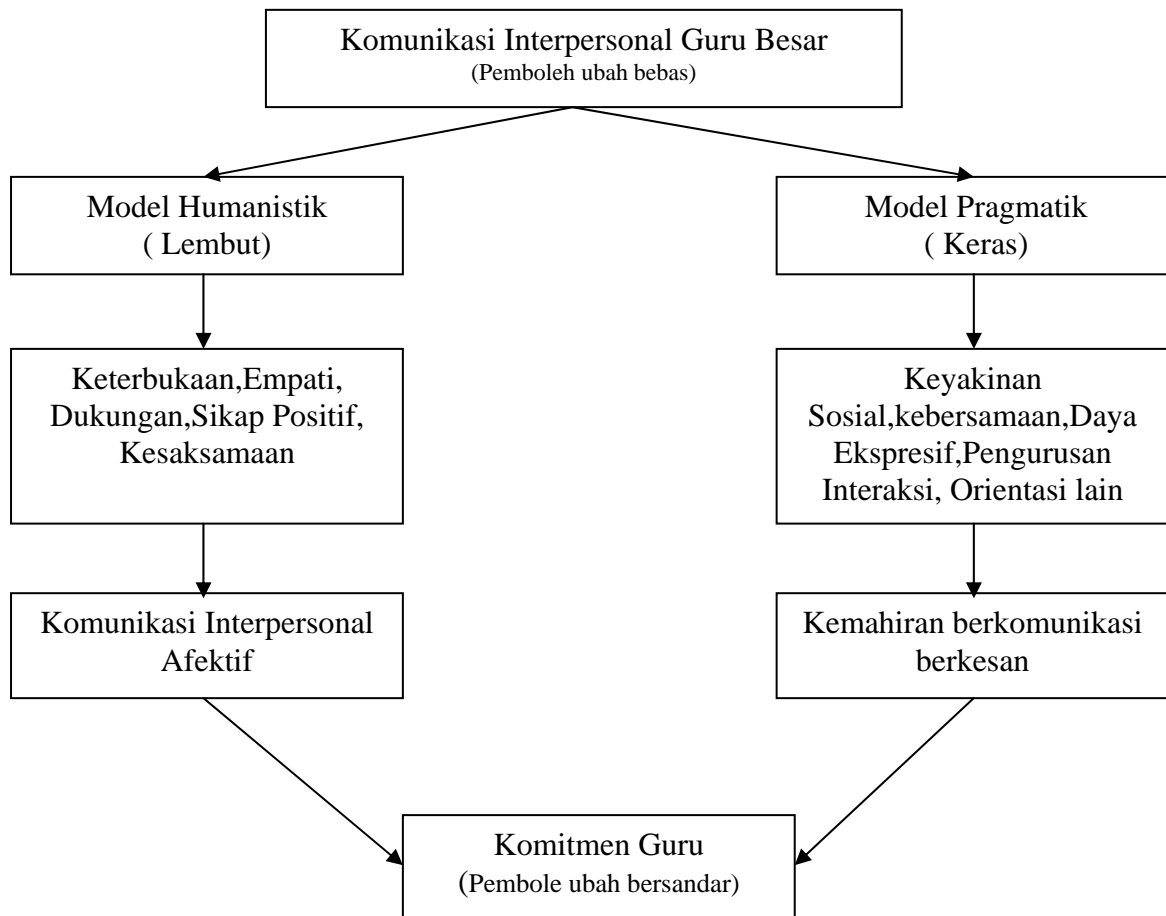 Komunikasi Interpersonal Guru Besar
(Pemboleh ubah bebas)
Model Humanistik
( Lembut)
Model Pragmatik
( Keras)
Keterbukaan,Empati,
Dukungan,Sikap Positif,
Kesaksamaan
Keyakinan
Sosial,kebersamaan,Daya
Ekspresif,Pengurusan
Interaksi, Orientasi lain
Komunikasi Interpersonal
Afektif
Kemahiran berkomunikasi
berkesan
Komitmen Guru
(Pembole ubah bersandar)